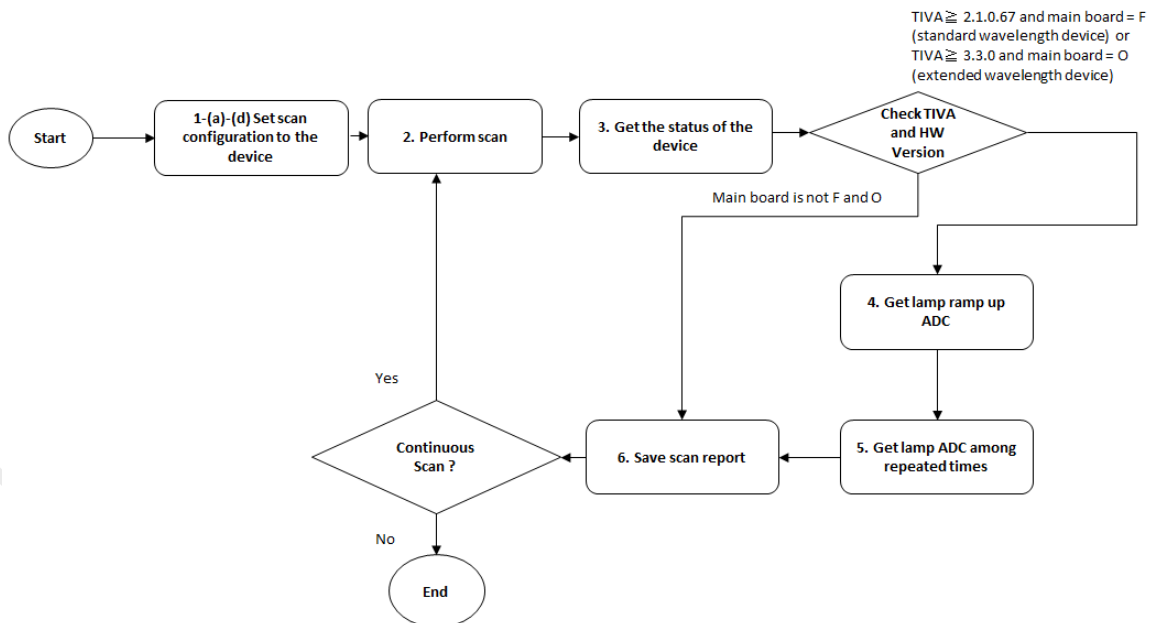 TIVA≧ 2.1.0.67 and main board = F
(standard wavelength device) or
TIVA≧ 3.3.0 and main board = O
(extended wavelength device)
Start
1-(a)-(d) Set scan
configuration to the
device
2. Perform scan
3. Get the status of the
device
Check TIVA
and HW
Version
Main board is not F and O
4. Get lamp ramp up
ADC
5. Get lamp ADC among
repeated times
6. Save scan report
Continuous
Scan ?
Yes
No
End